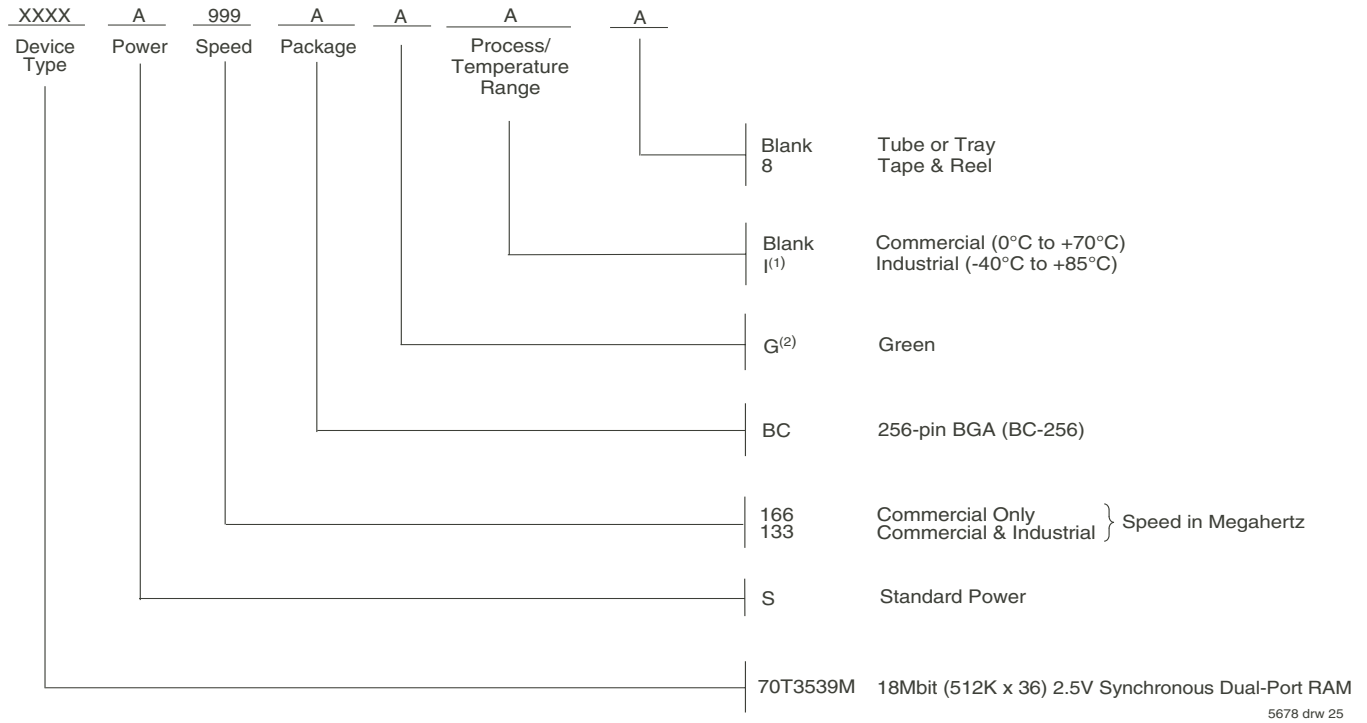 XXXX A 999 A A A A
Device Type Power Speed Package Process/ Temperature Range
Blank Tube or Tray
8 Tape & Reel
Blank Commercial (0°C to +70°C)
I(1) Industrial (-40°C to +85°C)
G(2) Green
BC 256-pin BGA (BC-256)
166 Commercial Only
133 Commercial & Industrial
Speed in Megahertz
S Standard Power
70T3539M 18Mbit (512K x 36) 2.5V Synchronous Dual-Port RAM
5678 drw 25